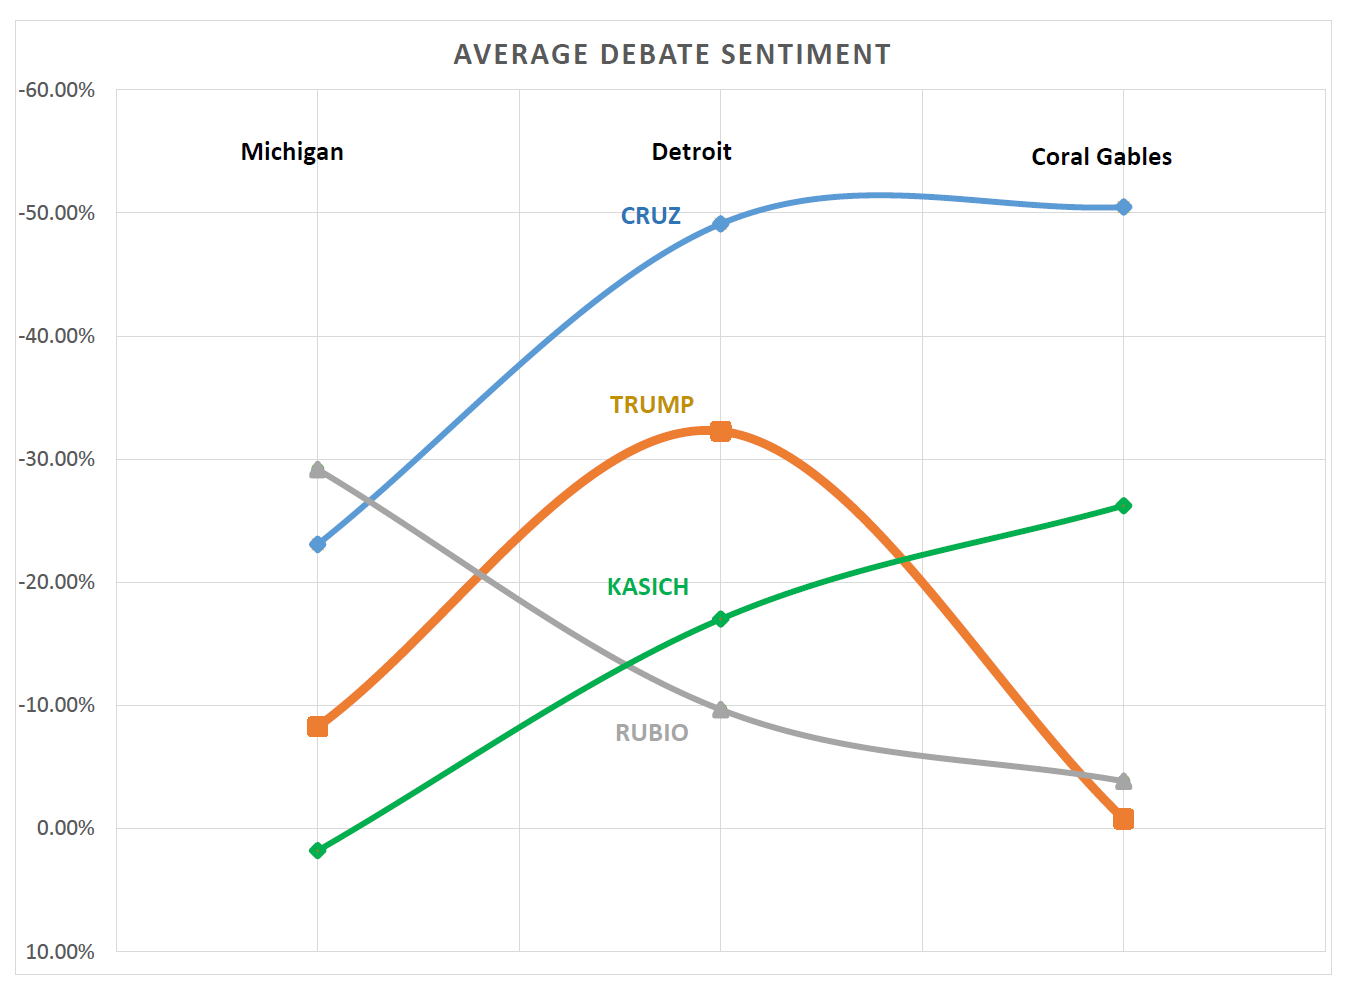 AVERAGE DEBATE SENTIMENT
-60.00%
Michigan
Detroit
Coral Gables
-50.00%
CRUZ
-40.00%
TRUMP
-30.00%
-20.00%
KASICH
-10.00%
RUBIO
0.00%
10.00%